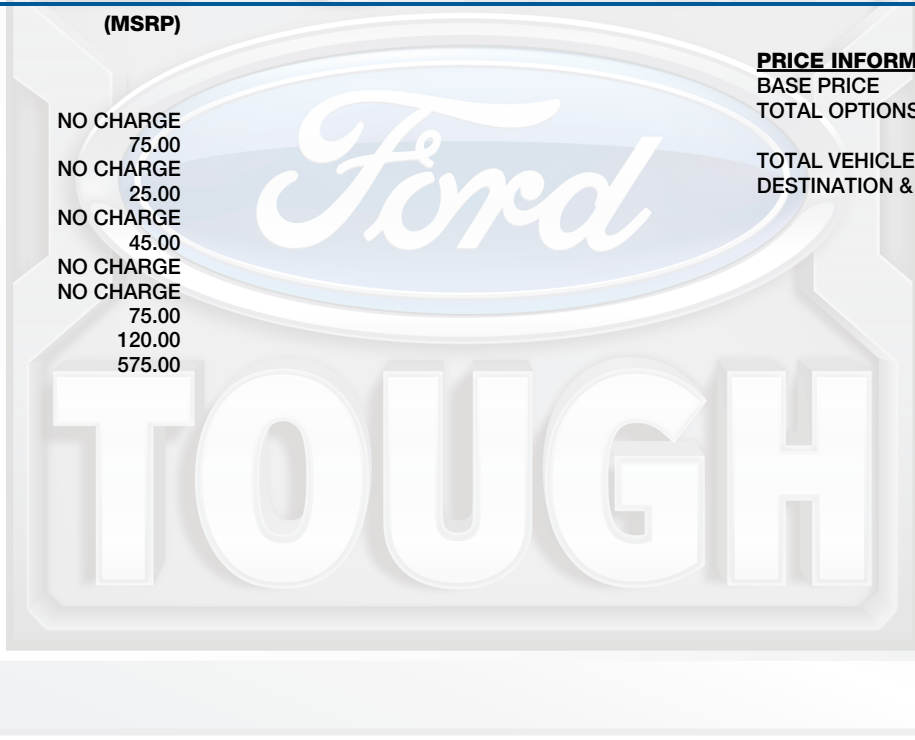 (MSRP)
NO CHARGE
75.00
NO CHARGE
25.00
NO CHARGE
45.00
NO CHARGE
NO CHARGE
75.00
120.00
575.00
PRICE INFORM
BASE PRICE
TOTAL OPTIONS
TOTAL VEHICLE
DESTINATION &
Ford
TOUGH